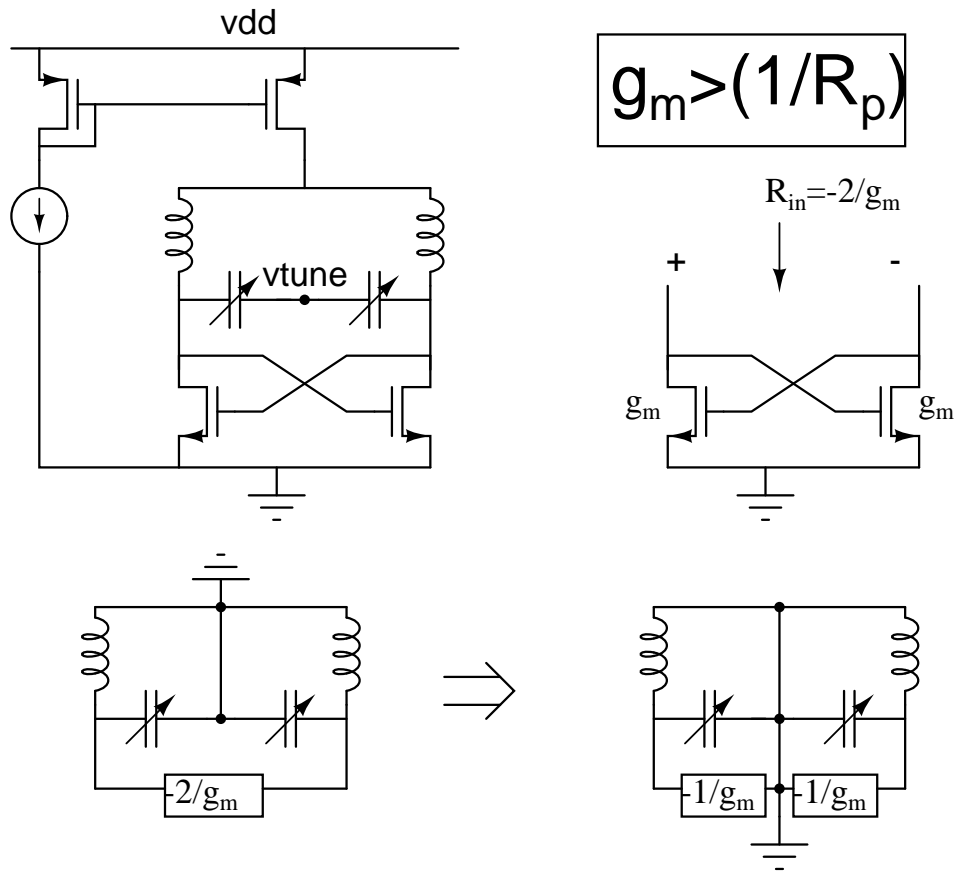 vdd
gₘ>(1/Rₚ)
Rᵢₙ=-2/gₘ
vtune
+ -
gₘ gₘ
-2/gₘ
-1/gₘ -1/gₘ